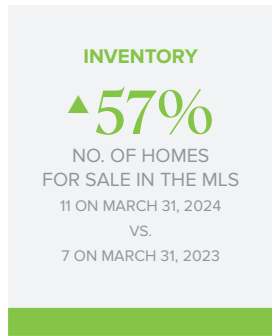 INVENTORY
▲57%
NO. OF HOMES
FOR SALE IN THE MLS
11 ON MARCH 31, 2024
VS.
7 ON MARCH 31, 2023